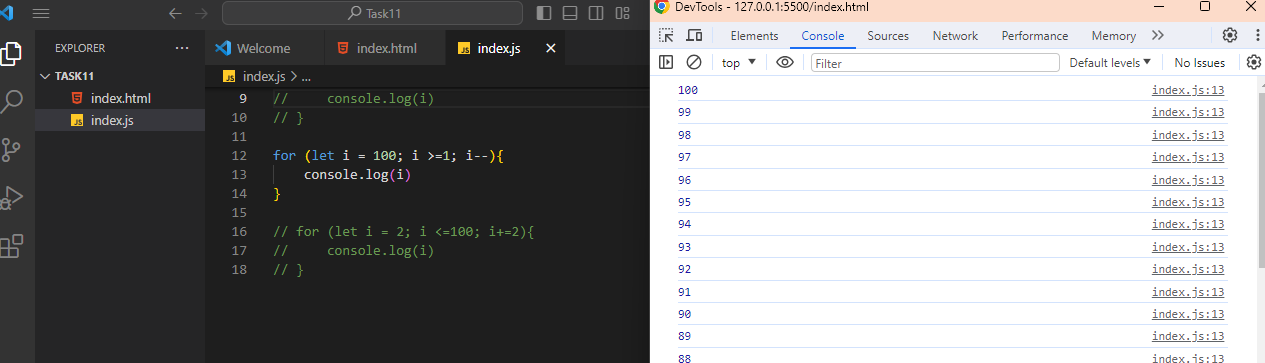 Task11
EXPLORER
Welcome
index.html
index.js
TASK11
index.html
index.js
index.js > ...
9 //     console.log(i)
10 // }
11
12 for (let i = 100; i >=1; i--){
13     console.log(i)
14 }
15
16 // for (let i = 2; i <=100; i+=2){
17 //     console.log(i)
18 // }
DevTools - 127.0.0.1:5500/index.html
Elements Console Sources Network Performance Memory
top Filter Default levels No Issues
100 index.js:13
99 index.js:13
98 index.js:13
97 index.js:13
96 index.js:13
95 index.js:13
94 index.js:13
93 index.js:13
92 index.js:13
91 index.js:13
90 index.js:13
89 index.js:13
88 index.js:13